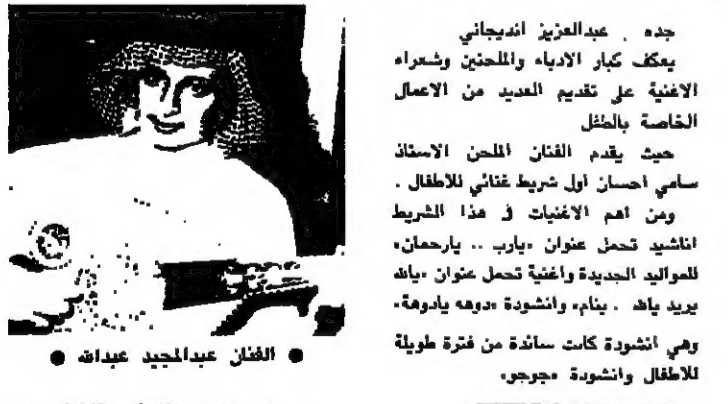 جده . عبدالعزيز انديجاني
يعكف كبار الادباء والملحنين وشعراء
الاغنية على تقديم العديد من الاعمال
الخاصة بالطفل
حيث يقدم الفنان الملحن الاستاذ
سامي احسان اول شريط غنائي للاطفال .
ومن اهم الاغنيات في هذا الشريط
اناشيد تحمل عنوان «يارب .. يارحمان»
للمواليد الجديدة واغنية تحمل عنوان «يالله
يريد يالله . ينام» وانشودة «دوهه يادوهة»
وهي انشودة كانت سائدة من فترة طويلة
للاطفال وانشودة «جوجو»
● الفنان عبدالمجيد عبدالله ●